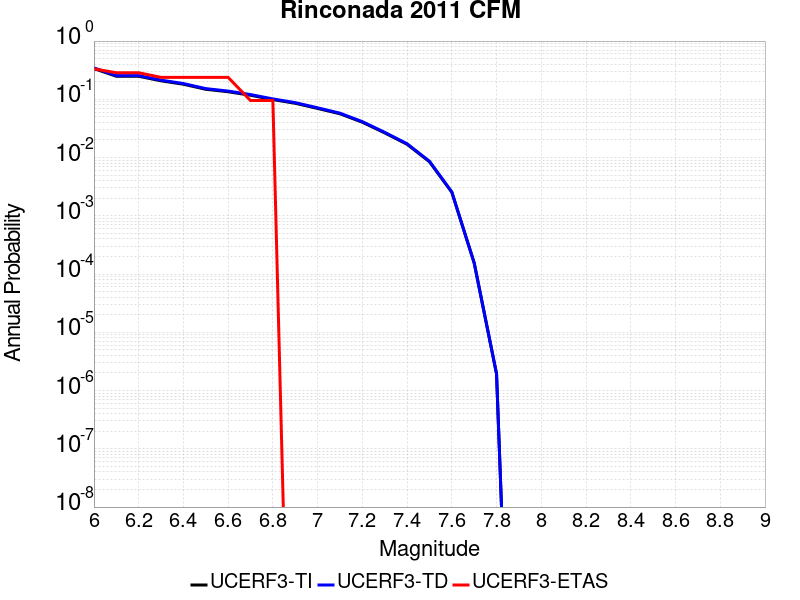 Rinconada 2011 CFM
10^0
10^-1
10^-2
10^-3
10^-4
10^-5
10^-6
10^-7
10^-8
Annual Probability
6 6.2 6.4 6.6 6.8 7 7.2 7.4 7.6 7.8 8 8.2 8.4 8.6 8.8 9
Magnitude
UCERF3-TI UCERF3-TD UCERF3-ETAS